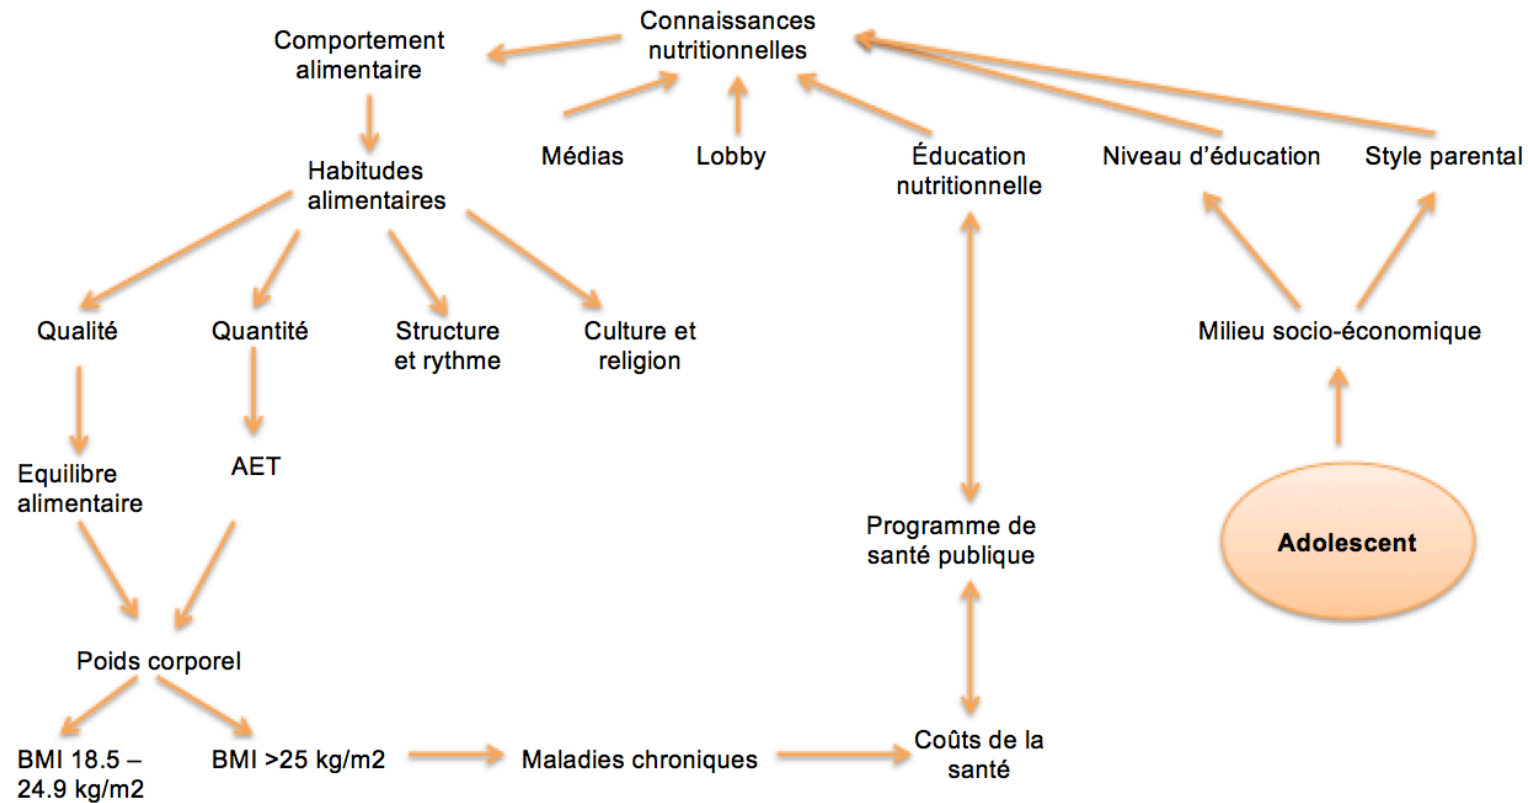 Connaissances
nutritionnelles
Comportement
alimentaire
Médias
Lobby
Éducation
nutritionnelle
Niveau d’éducation
Style parental
Habitudes
alimentaires
Qualité
Quantité
Structure
et rythme
Culture et
religion
Milieu socio-économique
Equilibre
alimentaire
AET
Programme de
santé publique
Adolescent
Poids corporel
BMI 18.5 –
24.9 kg/m2
BMI >25 kg/m2
Maladies chroniques
Coûts de la
santé